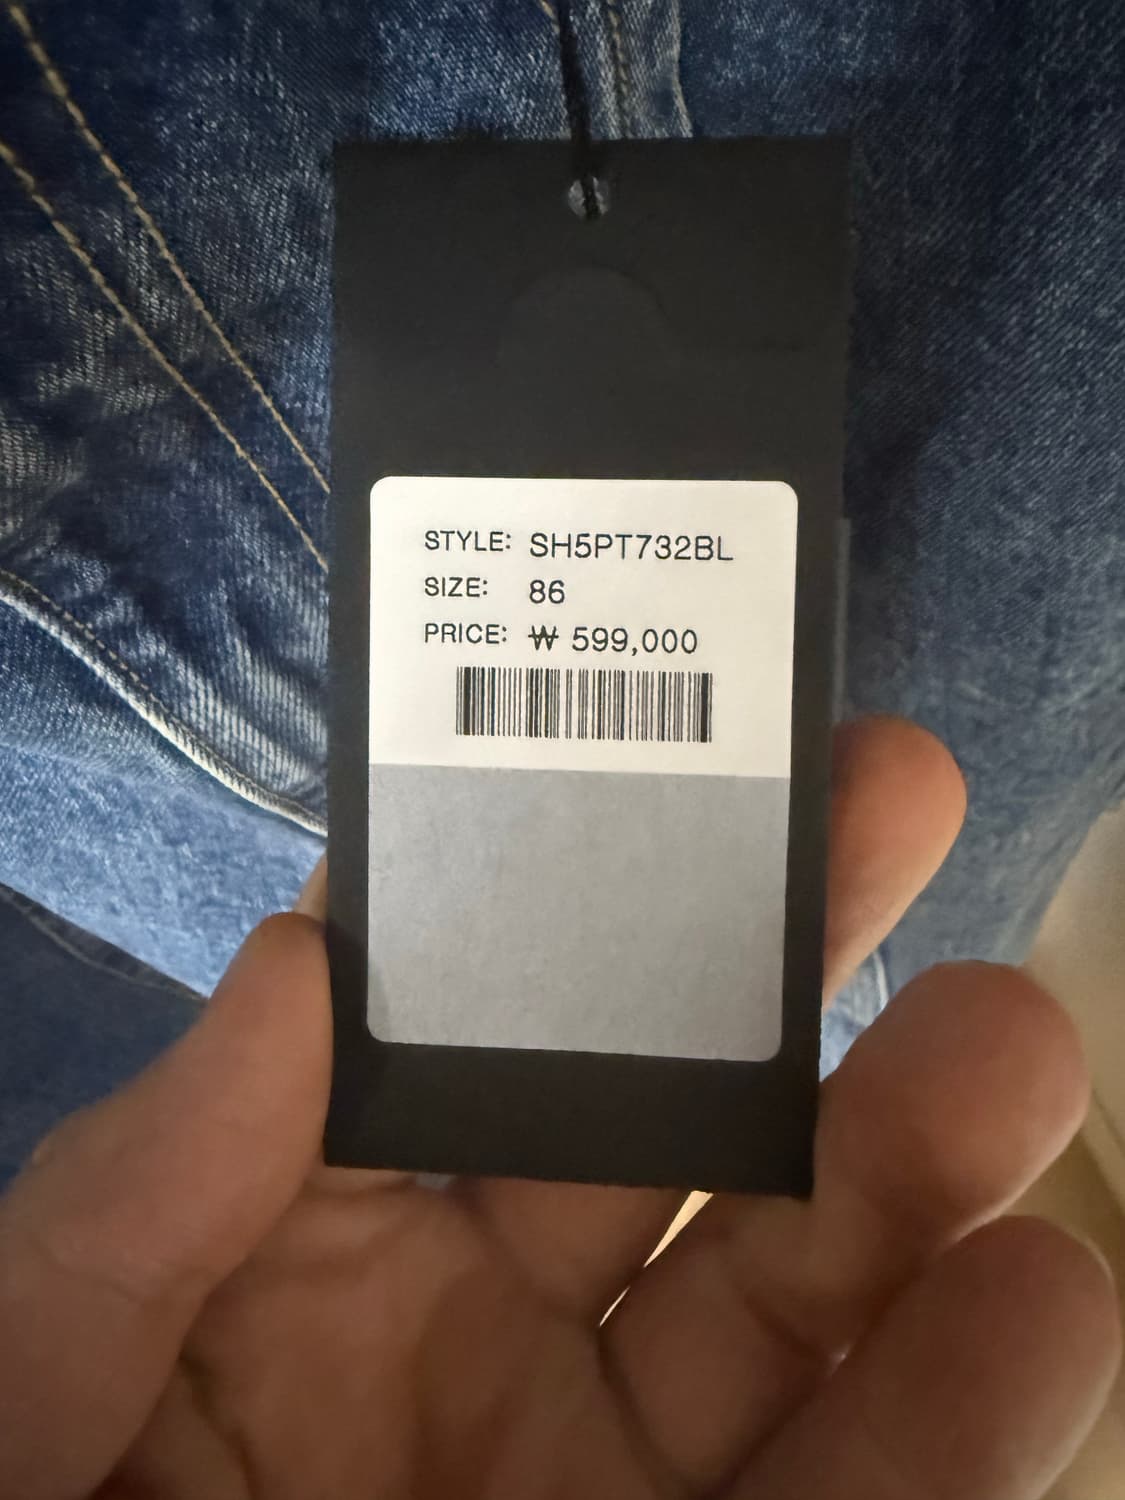 STYLE: SH5PT732BL
SIZE: 86
PRICE: ₩ 599,000